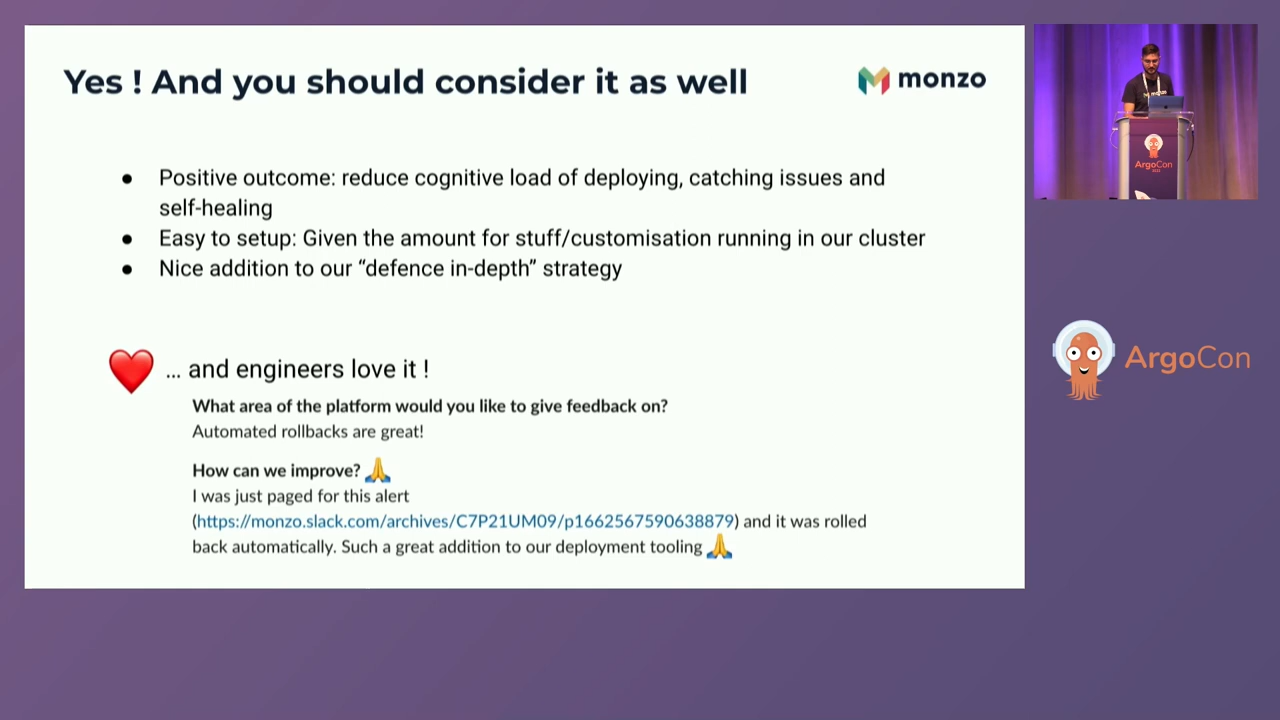 Yes ! And you should consider it as well
monzo
● Positive outcome: reduce cognitive load of deploying, catching issues and
self-healing
● Easy to setup: Given the amount for stuff/customisation running in our cluster
● Nice addition to our “defence in-depth” strategy
❤️ … and engineers love it !
What area of the platform would you like to give feedback on?
Automated rollbacks are great!
How can we improve? 🙏
I was just paged for this alert
(https://monzo.slack.com/archives/C7P21UM09/p1662567590638879) and it was rolled
back automatically. Such a great addition to our deployment tooling 🙏
monzo
ArgoCon
ArgoCon